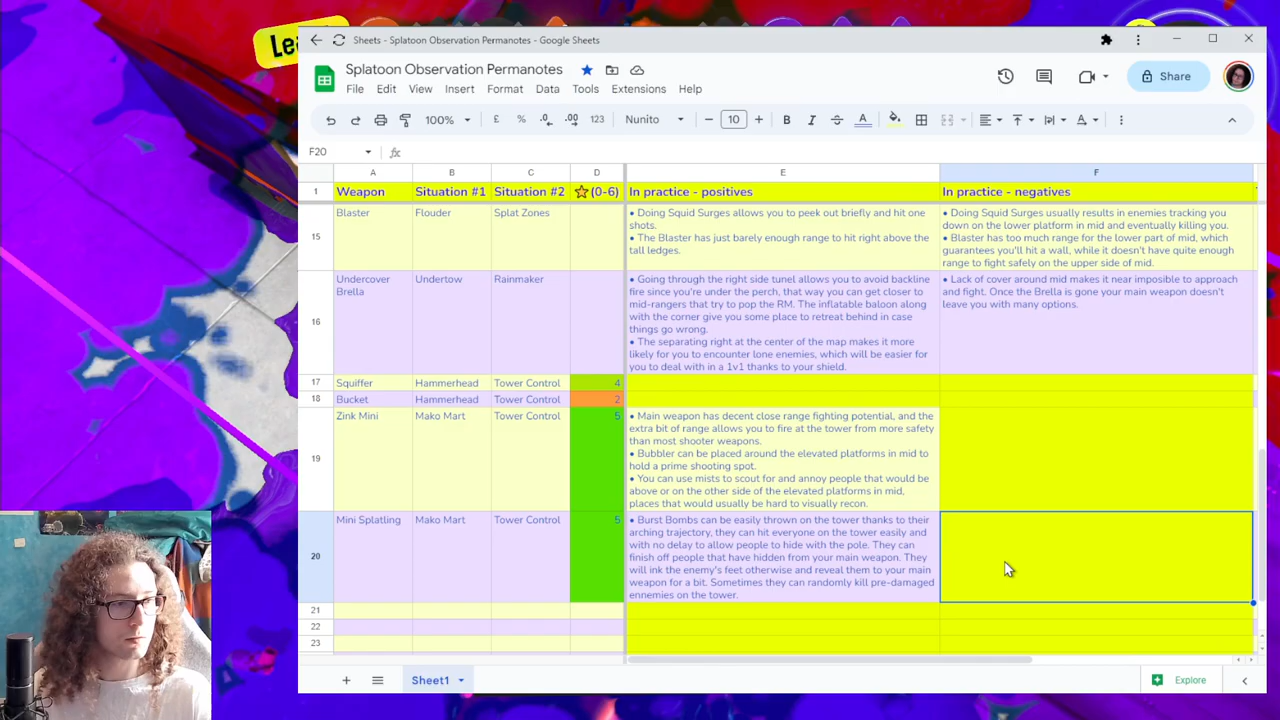 Lea
Sheets - Splatoon Observation Permanotes - Google Sheets
Splatoon Observation Permanotes
File Edit View Insert Format Data Tools Extensions Help
Share
100% £ % .0 .00 123 Nunito 10 B I A
F20 fx
A B C D E F
1 Weapon Situation #1 Situation #2 (0-6) In practice - positives In practice - negatives
15 Blaster Flouder Splat Zones
• Doing Squid Surges allows you to peek out briefly and hit one
shots.
• The Blaster has just barely enough range to hit right above the
tall ledges.
• Doing Squid Surges usually results in enemies tracking you
down on the lower platform in mid and eventually killing you.
• Blaster has too much range for the lower part of mid, which
guarantees you'll hit a wall, while it doesn't have quite enough
range to fight safely on the upper side of mid.
16 Undercover
Brella
Undertow Rainmaker
• Going through the right side tunel allows you to avoid backline
fire since you're under the perch, that way you can get closer to
mid-rangers that try to pop the RM. The inflatable baloon along
with the corner give you some place to retreat behind in case
things go wrong.
• The separating right at the center of the map makes it more
likely for you to encounter lone enemies, which will be easier for
you to deal with in a 1v1 thanks to your shield.
• Lack of cover around mid makes it near imposible to approach
and fight. Once the Brella is gone your main weapon doesn't
leave you with many options.
17 Squiffer Hammerhead Tower Control 4
18 Bucket Hammerhead Tower Control 2
19 Zink Mini Mako Mart Tower Control 5
• Main weapon has decent close range fighting potential, and the
extra bit of range allows you to fire at the tower from more safety
than most shooter weapons.
• Bubbler can be placed around the elevated platforms in mid to
hold a prime shooting spot.
• You can use mists to scout for and annoy people that would be
above or on the other side of the elevated platforms in mid,
places that would usually be hard to visually recon.
20 Mini Splatling Mako Mart Tower Control 5
• Burst Bombs can be easily thrown on the tower thanks to their
arching trajectory, they can hit everyone on the tower easily and
with no delay to allow people to hide with the pole. They can
finish off people that have hidden from your main weapon. They
will ink the enemy's feet otherwise and reveal them to your main
weapon for a bit. Sometimes they can randomly kill pre-damaged
ennemies on the tower.
21
22
23
Sheet1
Explore